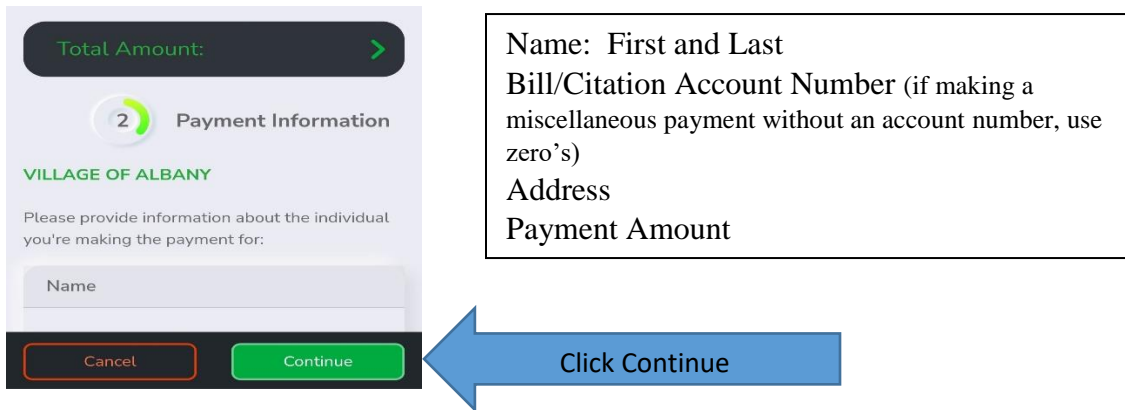 Total Amount:
2 Payment Information
VILLAGE OF ALBANY
Please provide information about the individual
you're making the payment for:
Name
Cancel Continue
Name: First and Last
Bill/Citation Account Number (if making a
miscellaneous payment without an account number, use
zero's)
Address
Payment Amount
Click Continue